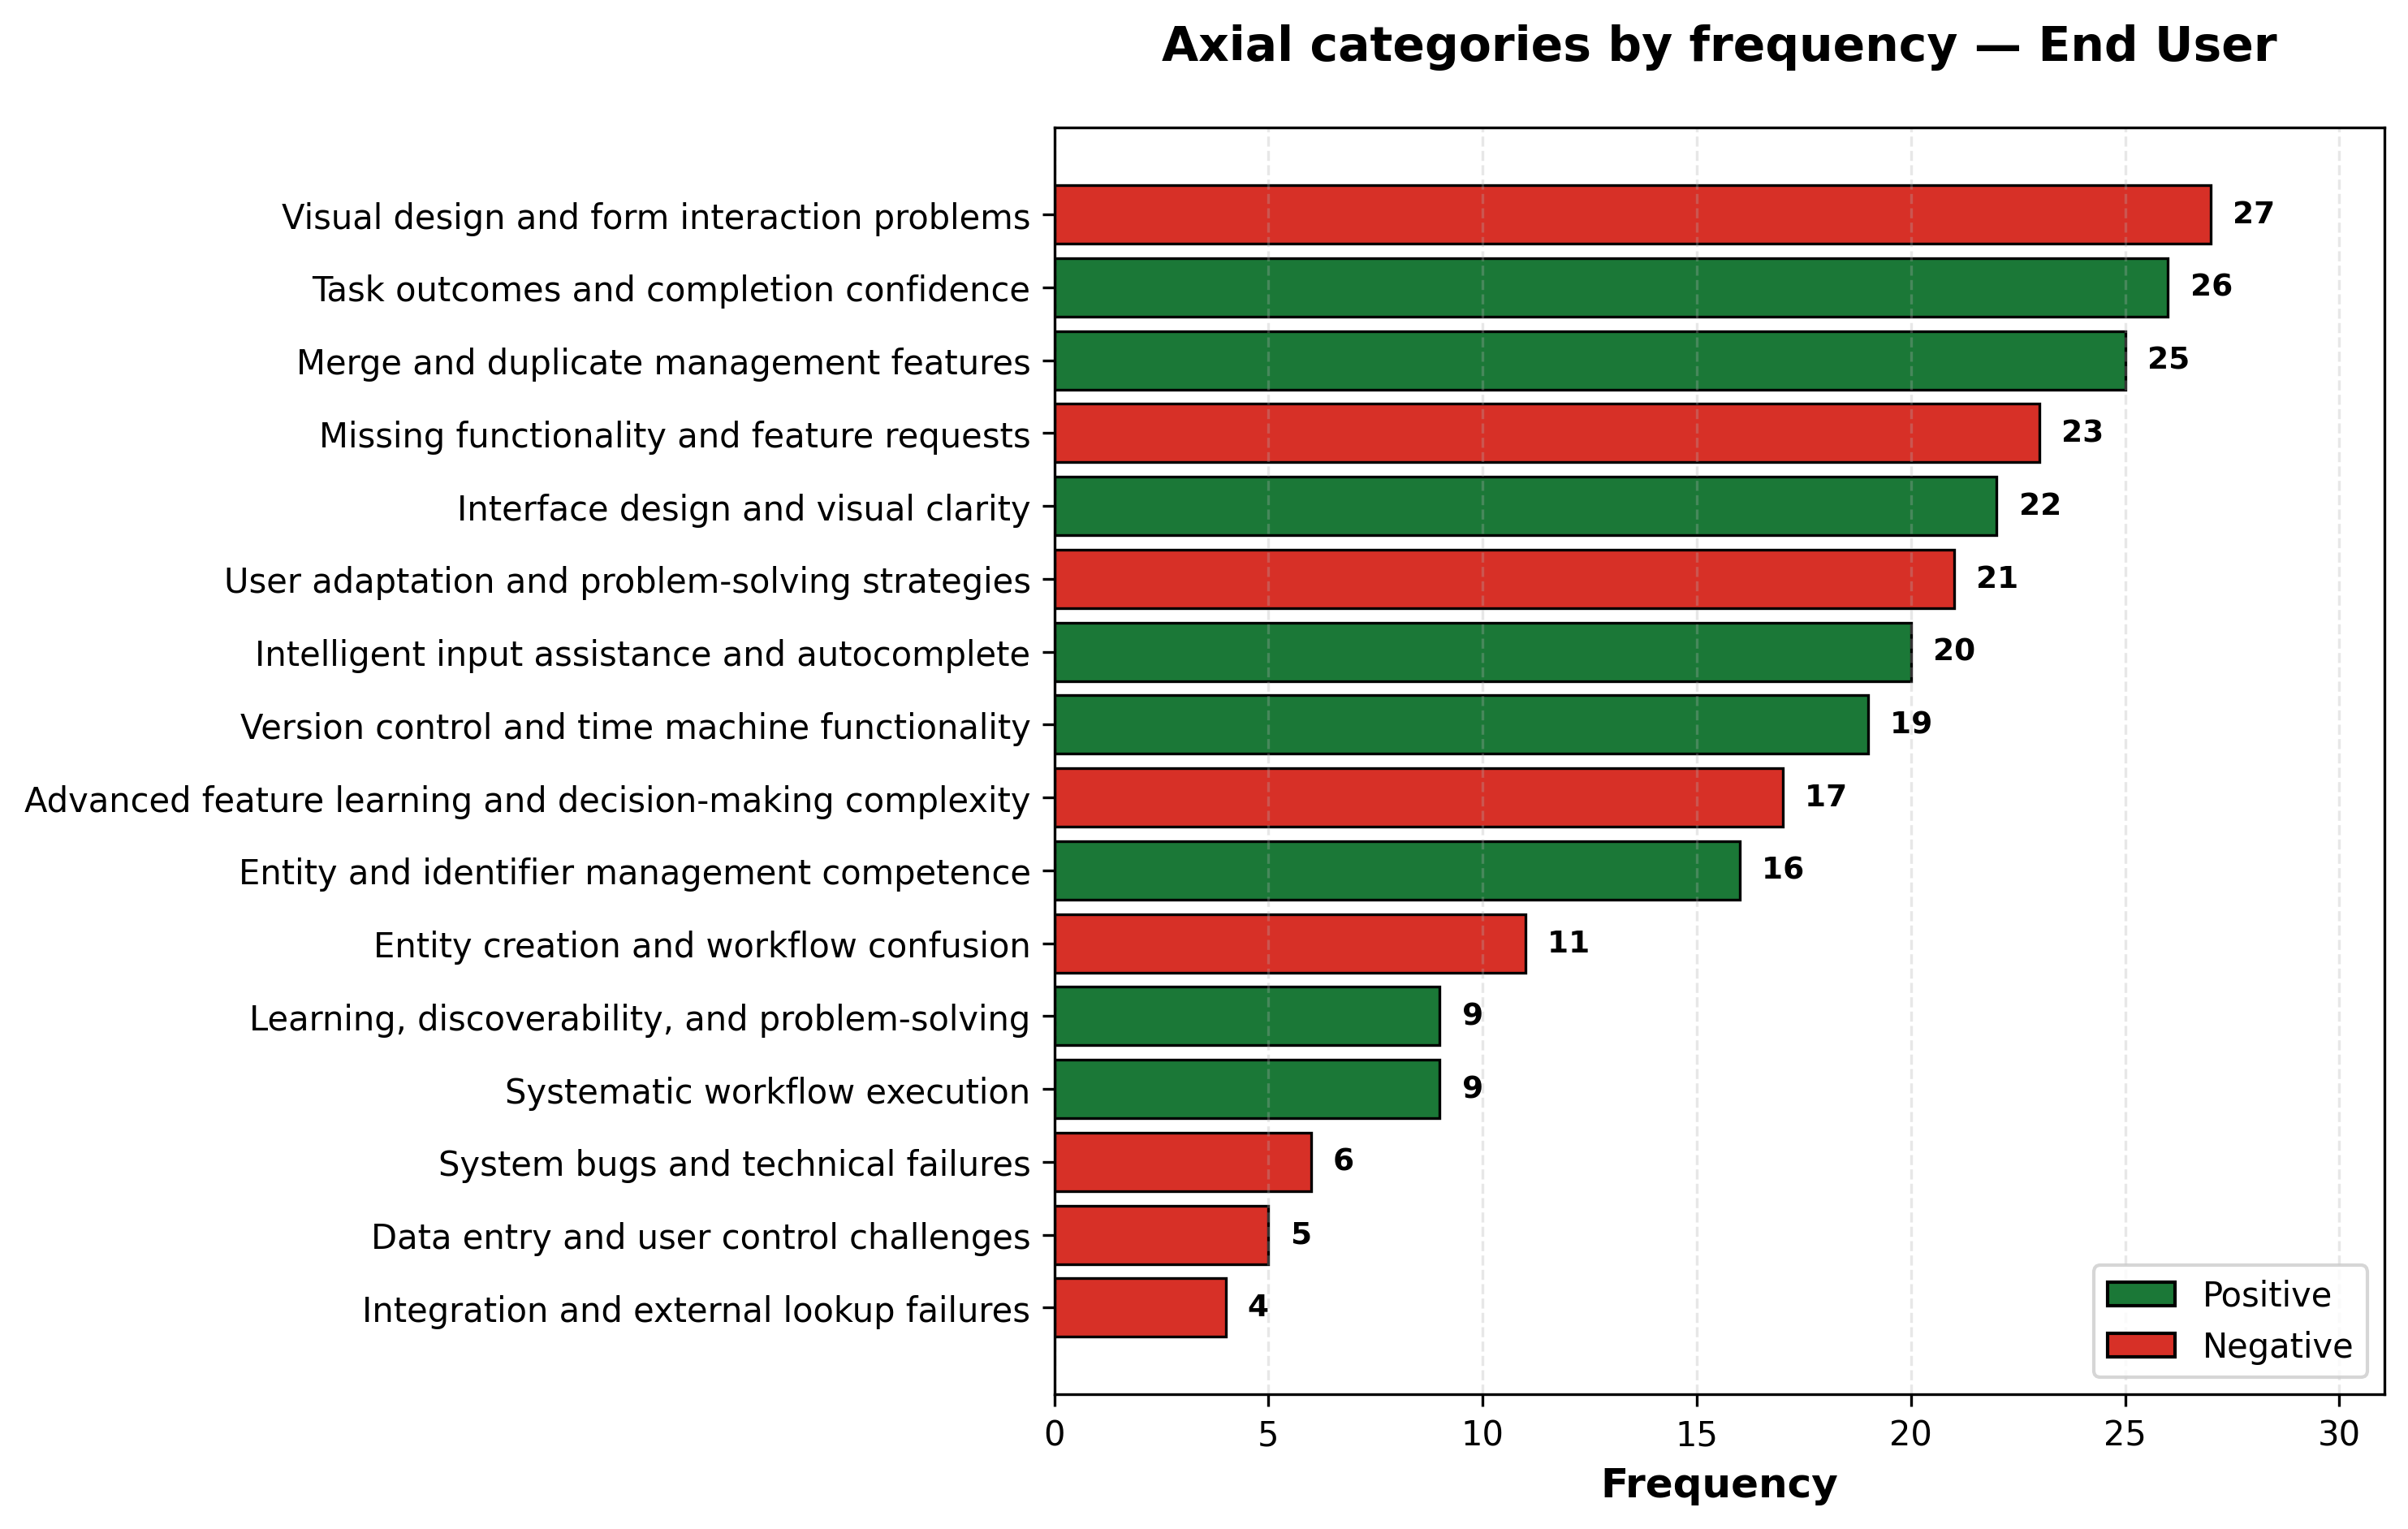 Axial categories by frequency — End User
Visual design and form interaction problems 27
Task outcomes and completion confidence 26
Merge and duplicate management features 25
Missing functionality and feature requests 23
Interface design and visual clarity 22
User adaptation and problem-solving strategies 21
Intelligent input assistance and autocomplete 20
Version control and time machine functionality 19
Advanced feature learning and decision-making complexity 17
Entity and identifier management competence 16
Entity creation and workflow confusion 11
Learning, discoverability, and problem-solving 9
Systematic workflow execution 9
System bugs and technical failures 6
Data entry and user control challenges 5
Integration and external lookup failures 4
Positive
Negative
0 5 10 15 20 25 30
Frequency